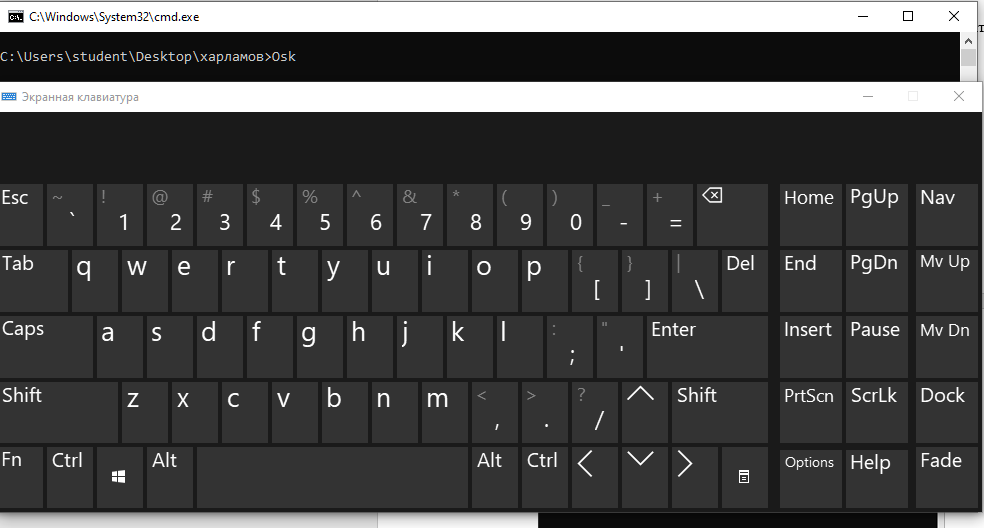 C:\Windows\System32\cmd.exe
C:\Users\student\Desktop\харламов>Osk
Экранная клавиатура
Esc ~ ` ! 1 @ 2 # 3 $ 4 % 5 ^ 6 & 7 * 8 ( 9 ) 0 _ - + = Home PgUp Nav
Tab q w e r t y u i o p { [ } ] | \ Del End PgDn Mv Up
Caps a s d f g h j k l : ; " ' Enter Insert Pause Mv Dn
Shift z x c v b n m < , > . ? / Shift PrtScn ScrLk Dock
Fn Ctrl Alt Alt Ctrl Options Help Fade